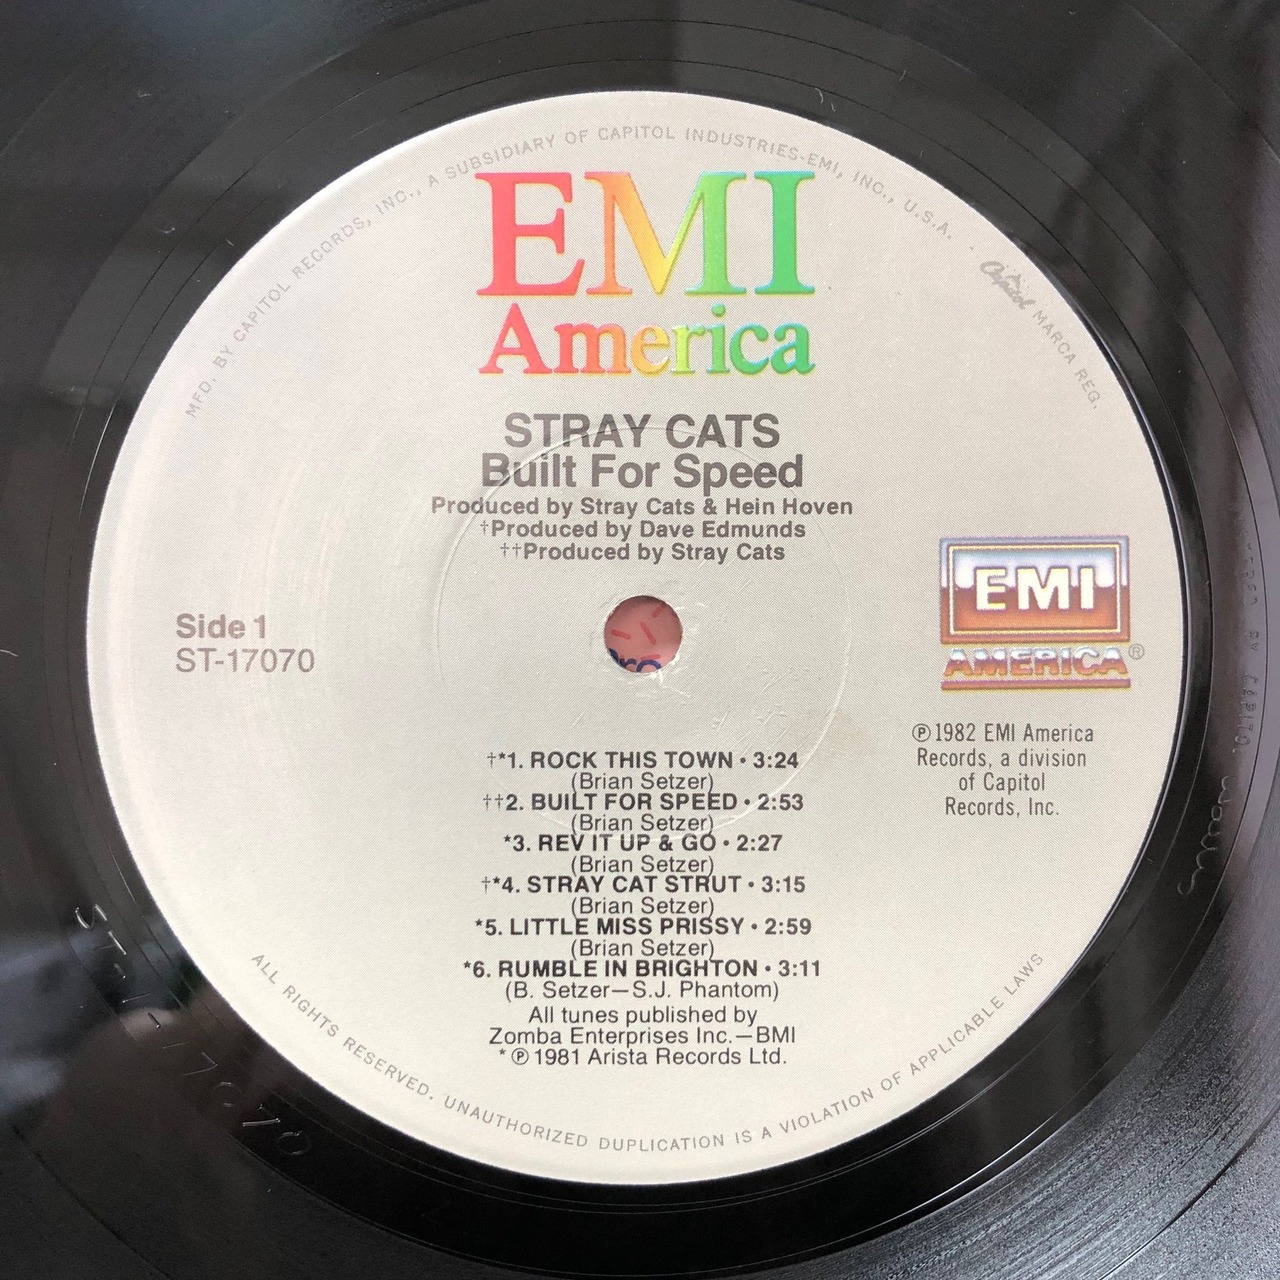 MFD. BY CAPITOL RECORDS, INC., A SUBSIDIARY OF CAPITOL INDUSTRIES-EMI, INC., U.S.A. . Capitol MARCA REG.
EMI
America
STRAY CATS
Built For Speed
Produced by Stray Cats & Hein Hoven
†Produced by Dave Edmunds
††Produced by Stray Cats
Side 1
ST-17070
EMI
AMERICA®
℗1982 EMI America
Records, a division
of Capitol
Records, Inc.
†*1. ROCK THIS TOWN • 3:24
(Brian Setzer)
††2. BUILT FOR SPEED • 2:53
(Brian Setzer)
*3. REV IT UP & GO • 2:27
(Brian Setzer)
†*4. STRAY CAT STRUT • 3:15
(Brian Setzer)
*5. LITTLE MISS PRISSY • 2:59
(Brian Setzer)
*6. RUMBLE IN BRIGHTON • 3:11
(B. Setzer—S.J. Phantom)
All tunes published by
Zomba Enterprises Inc.—BMI
*℗1981 Arista Records Ltd.
ALL RIGHTS RESERVED. UNAUTHORIZED DUPLICATION IS A VIOLATION OF APPLICABLE LAWS
ST-1-17070